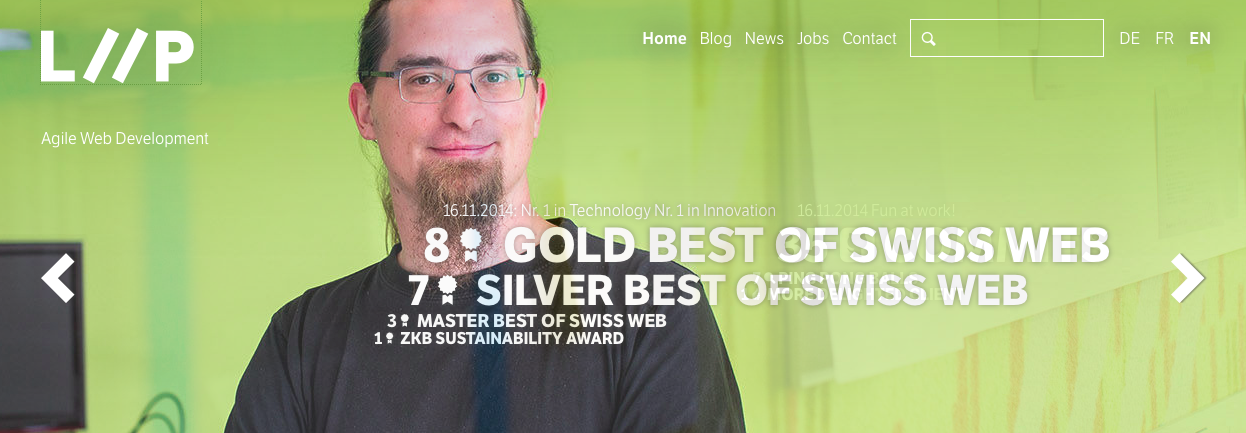 LIIP
Home Blog News Jobs Contact DE FR EN
Agile Web Development
16.11.2014: Nr. 1 in Technology Nr. 1 in Innovation 16.11.2014 Fun at work!
8 GOLD BEST OF SWISS WEB
7 SILVER BEST OF SWISS WEB
3 MASTER BEST OF SWISS WEB
1 ZKB SUSTAINABILITY AWARD